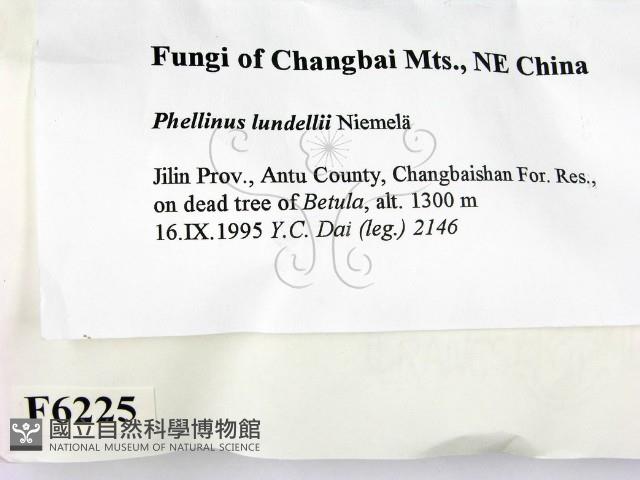 Fungi of Changbai Mts., NE China
Phellinus lundellii Niemelä
Jilin Prov., Antu County, Changbaishan For. Res.,
on dead tree of Betula, alt. 1300 m
16.IX.1995 Y.C. Dai (leg.) 2146
F6225
國立自然科學博物館
NATIONAL MUSEUM OF NATURAL SCIENCE